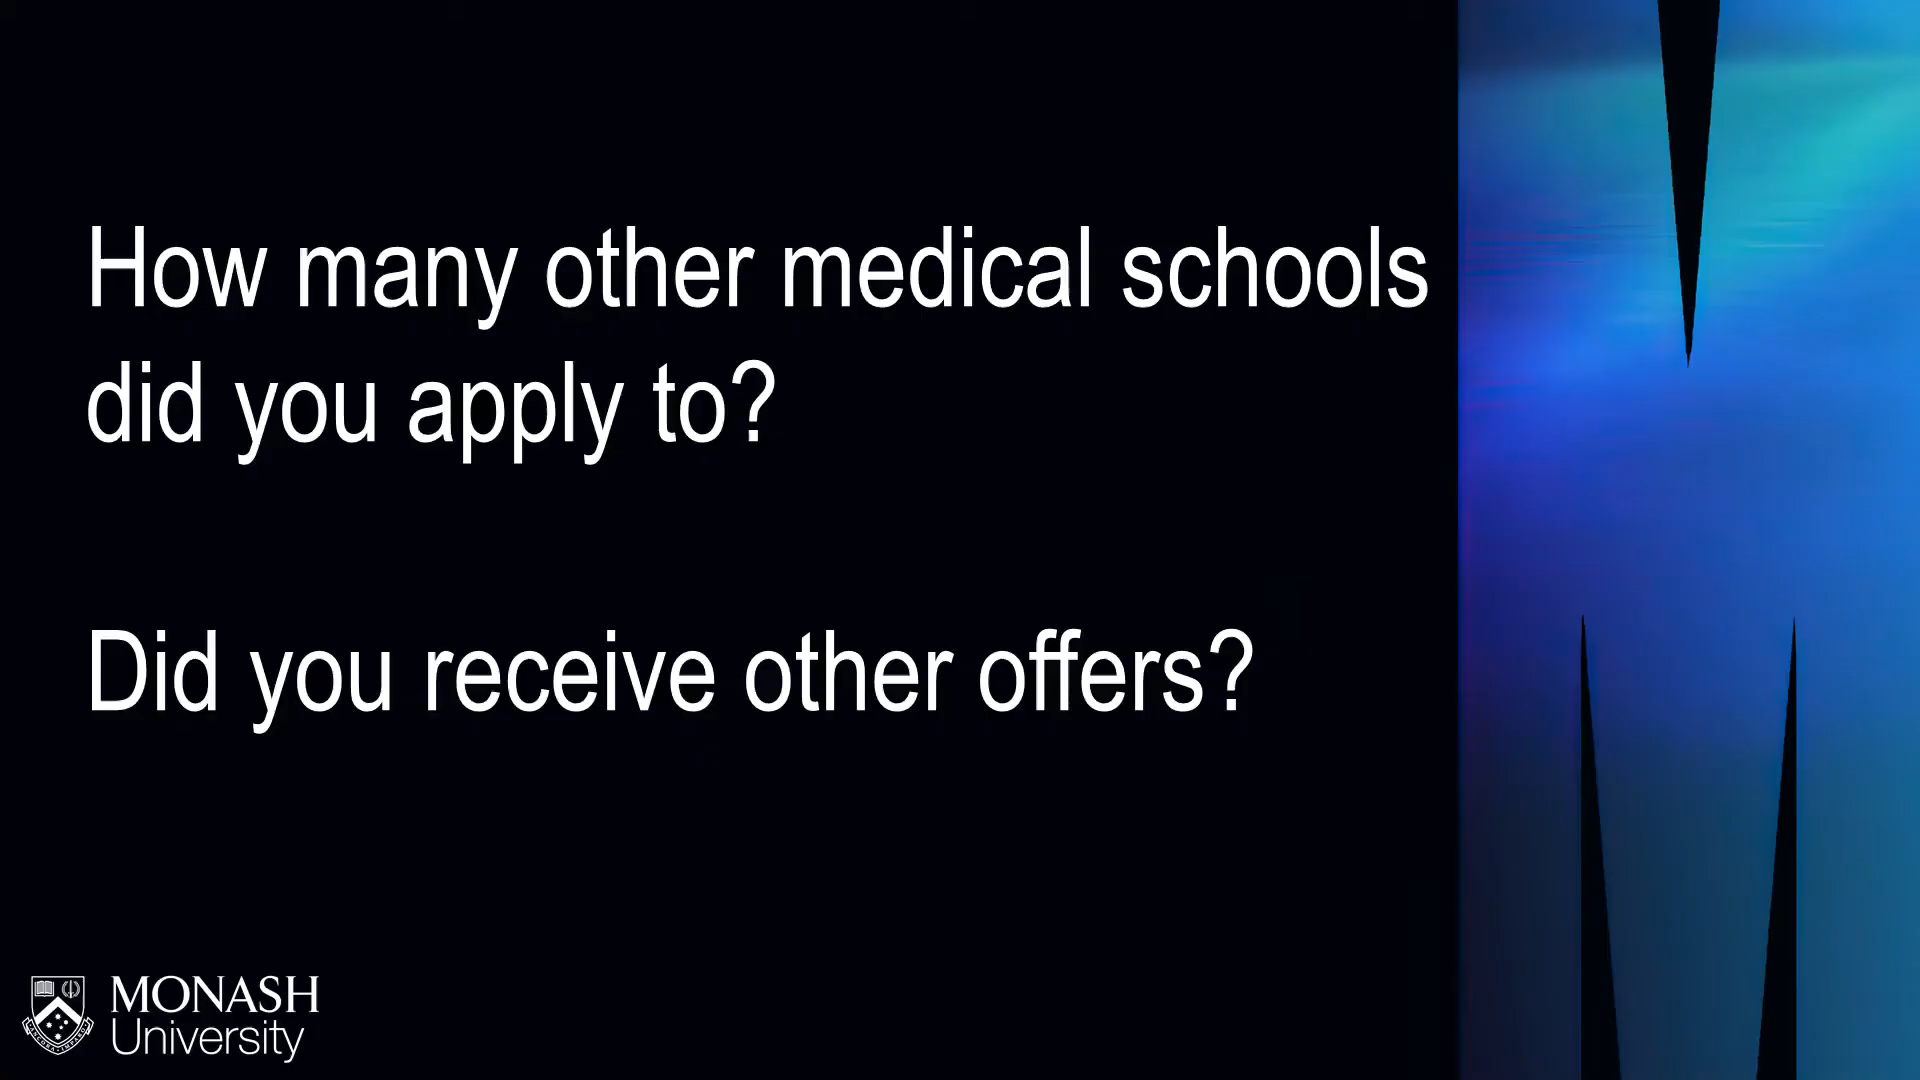 How many other medical schools
did you apply to?
Did you receive other offers?
MONASH
University